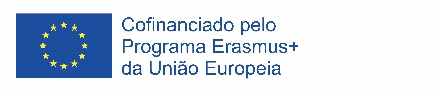 Cofinanciado pelo
Programa Erasmus+
da União Europeia